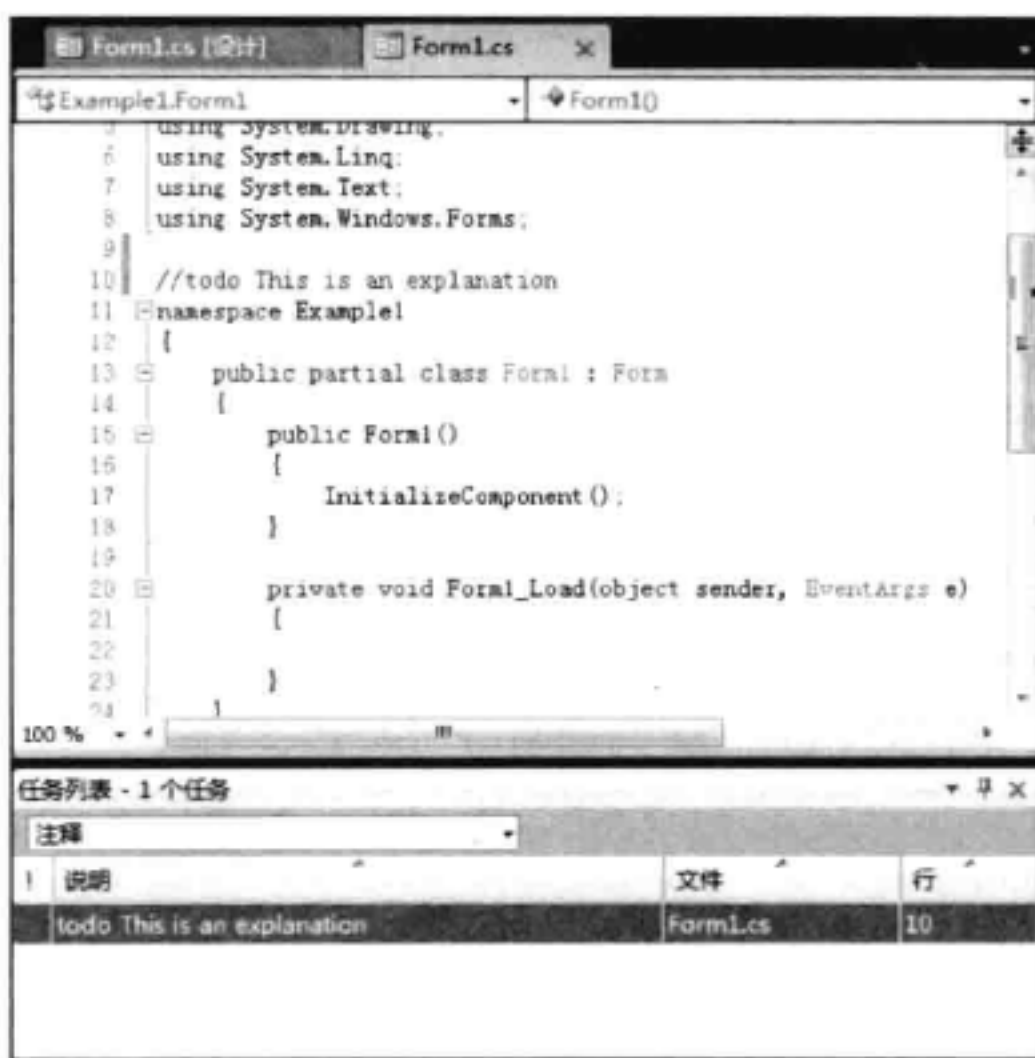 Form1.cs [设计] Form1.cs
Example1.Form1 Form1()
using System.Drawing;
6 using System.Linq;
7 using System.Text;
8 using System.Windows.Forms;
9
10 //todo This is an explanation
11 namespace Example1
12 {
13 public partial class Form1 : Form
14 {
15 public Form1()
16 {
17 InitializeComponent();
18 }
19
20 private void Form1_Load(object sender, EventArgs e)
21 {
22
23 }
24 }
100 %
任务列表 - 1 个任务
注释
! 说明 文件 行
todo This is an explanation Form1.cs 10